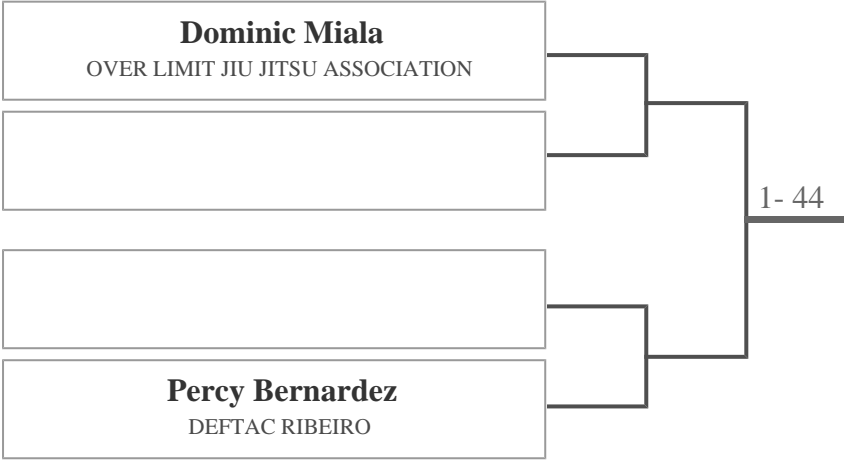 Dominic Miala
OVER LIMIT JIU JITSU ASSOCIATION
1- 44
Percy Bernardez
DEFTAC RIBEIRO